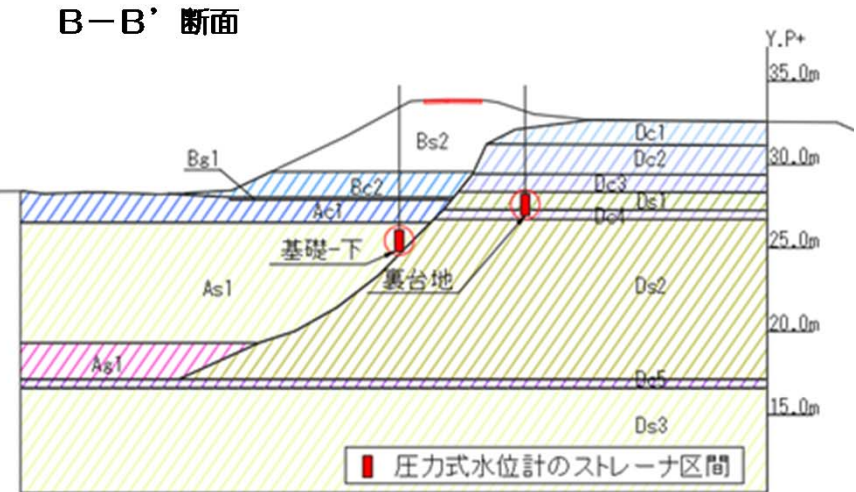 B－B’断面
Y.P+
35.0m
Dc1
Bs2
Dc2
30.0m
Bg1
Dc3
Bc2
Ds1
Ac1
Dc4
25.0m
基礎-下
裏台地
As1
Ds2
20.0m
Ag1
Dc5
15.0m
Ds3
圧力式水位計のストレーナ区間